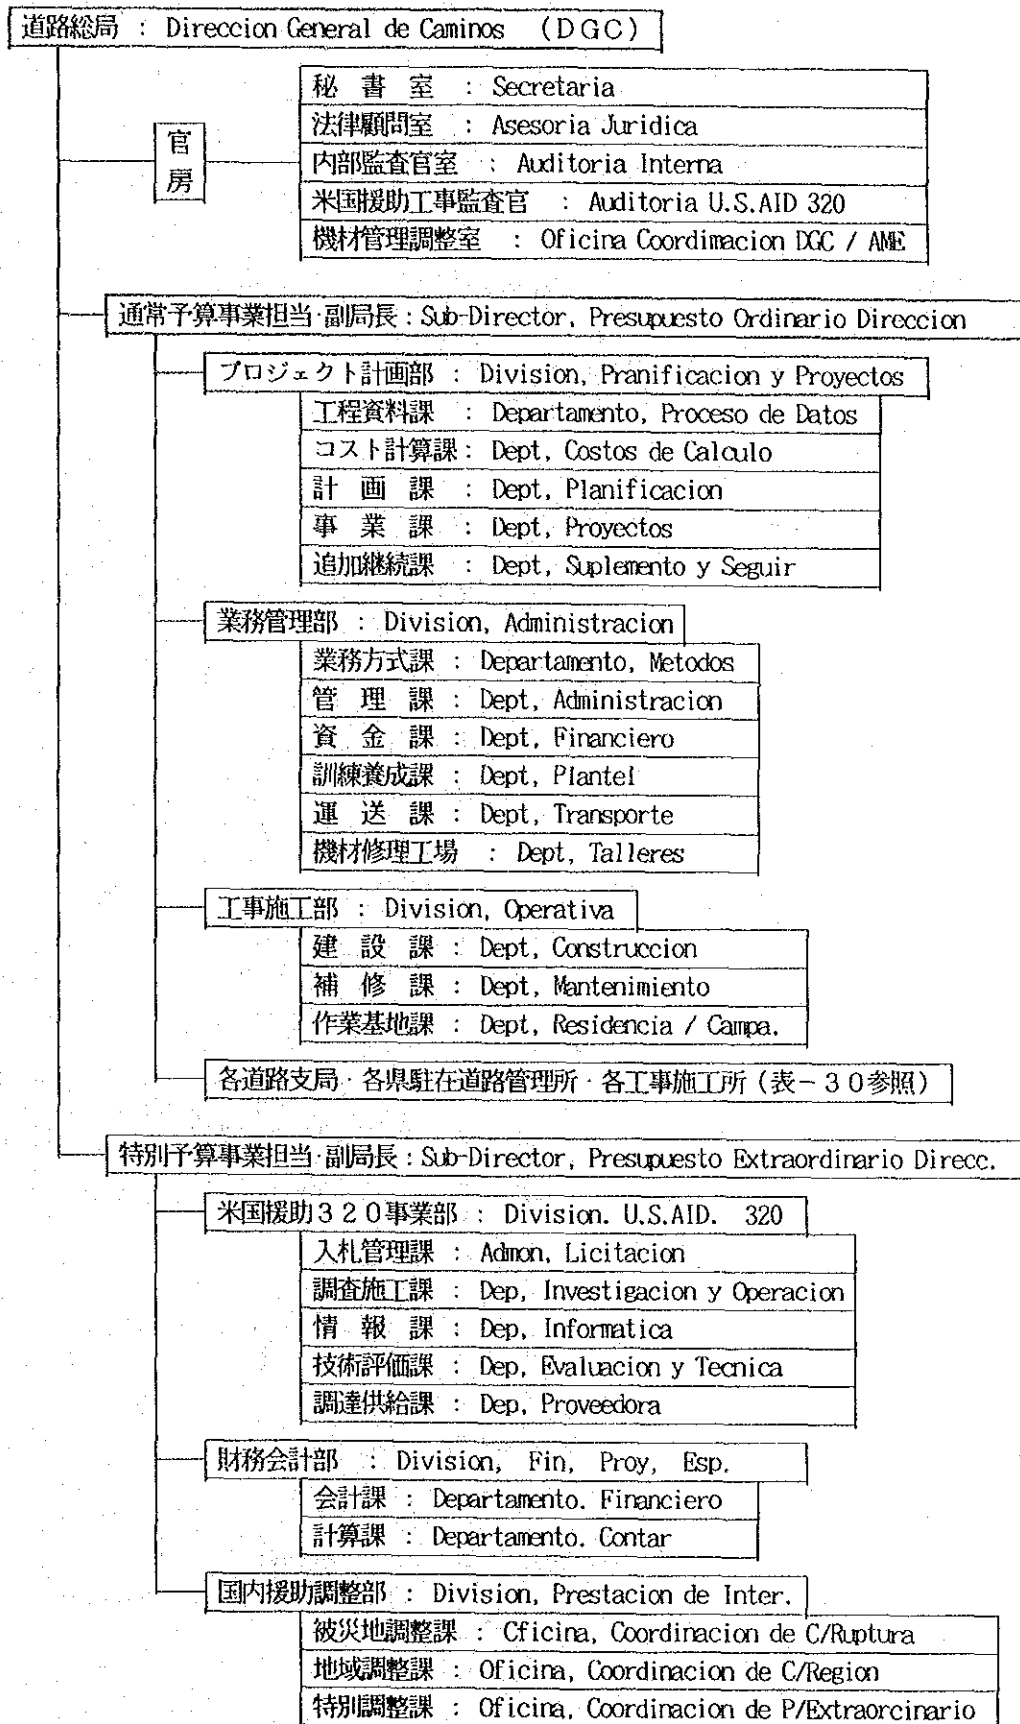 道路総局 : Direccion General de Caminos (DGC)
秘書室 : Secretaria
法律顧問室 : Asesoria Juridica
官房
内部監査官室 : Auditoria Interna
米国援助工事監査官 : Auditoria U.S.AID 320
機材管理調整室 : Oficina Coordimacion DGC / AME
通常予算事業担当・副局長 : Sub-Director, Presupuesto Ordinario Direccion
プロジェクト計画部 : Division, Pranificacion y Proyectos
工程資料課 : Departamento, Proceso de Datos
コスト計算課 : Dept, Costos de Calculo
計画課 : Dept, Planificacion
事業課 : Dept, Proyectos
追加継続課 : Dept, Suplemento y Seguir
業務管理部 : Division, Administracion
業務方式課 : Departamento, Metodos
管理課 : Dept, Administracion
資金課 : Dept, Financiero
訓練養成課 : Dept, Plantel
運送課 : Dept, Transporte
機材修理工場 : Dept, Talleres
工事施工部 : Division, Operativa
建設課 : Dept, Construccion
補修課 : Dept, Mantenimiento
作業基地課 : Dept, Residencia / Campa.
各道路支局・各県駐在道路管理所・各工事施工所（表－30参照）
特別予算事業担当・副局長 : Sub-Director, Presupuesto Extraordinario Direcc.
米国援助320事業部 : Division. U.S.AID. 320
入札管理課 : Admon, Licitacion
調査施工課 : Dep, Investigacion y Operacion
情報課 : Dep, Informatica
技術評価課 : Dep, Evaluacion y Tecnica
調達供給課 : Dep, Proveedora
財務会計部 : Division, Fin, Proy, Esp.
会計課 : Departamento. Financiero
計算課 : Departamento. Contar
国内援助調整部 : Division, Prestacion de Inter.
被災地調整課 : Cficina, Coordinacion de C/Ruptura
地域調整課 : Oficina, Coordinacion de C/Region
特別調整課 : Oficina, Coordinacion de P/Extraorcinario